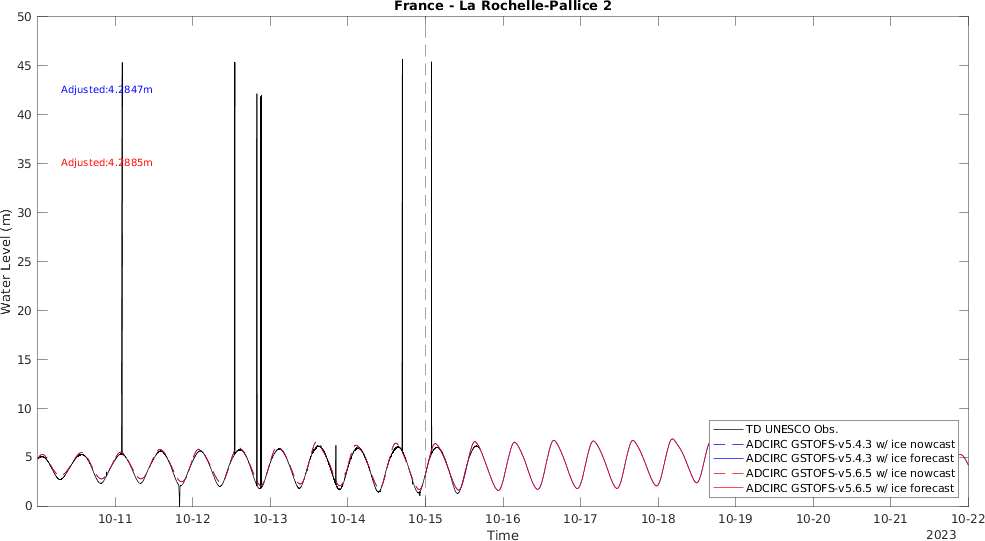 France - La Rochelle-Pallice 2
50
45
40
35
30
25
20
15
10
5
0
Water Level (m)
Adjusted:4.2847m
Adjusted:4.2885m
TD UNESCO Obs.
ADCIRC GSTOFS-v5.4.3 w/ ice nowcast
ADCIRC GSTOFS-v5.4.3 w/ ice forecast
ADCIRC GSTOFS-v5.6.5 w/ ice nowcast
ADCIRC GSTOFS-v5.6.5 w/ ice forecast
10-11 10-12 10-13 10-14 10-15 10-16 10-17 10-18 10-19 10-20 10-21 10-22
Time
2023